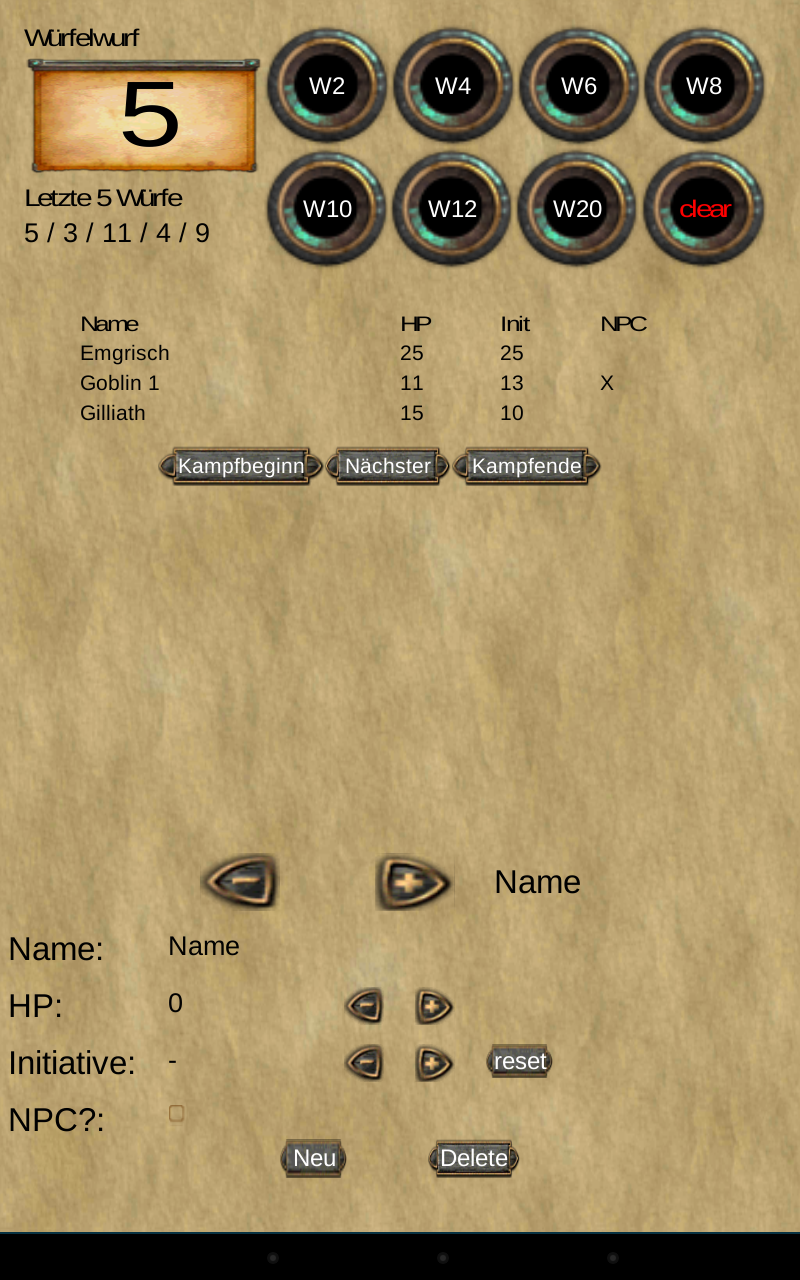 Würfelwurf
5
W2 W4 W6 W8
Letzte 5 Würfe
5 / 3 / 11 / 4 / 9
W10 W12 W20 clear
Name HP Init NPC
Emgrisch 25 25
Goblin 1 11 13 X
Gilliath 15 10
Kampfbeginn Nächster Kampfende
- + Name
Name: Name
HP: 0 - +
Initiative: - - + reset
NPC?:
Neu Delete